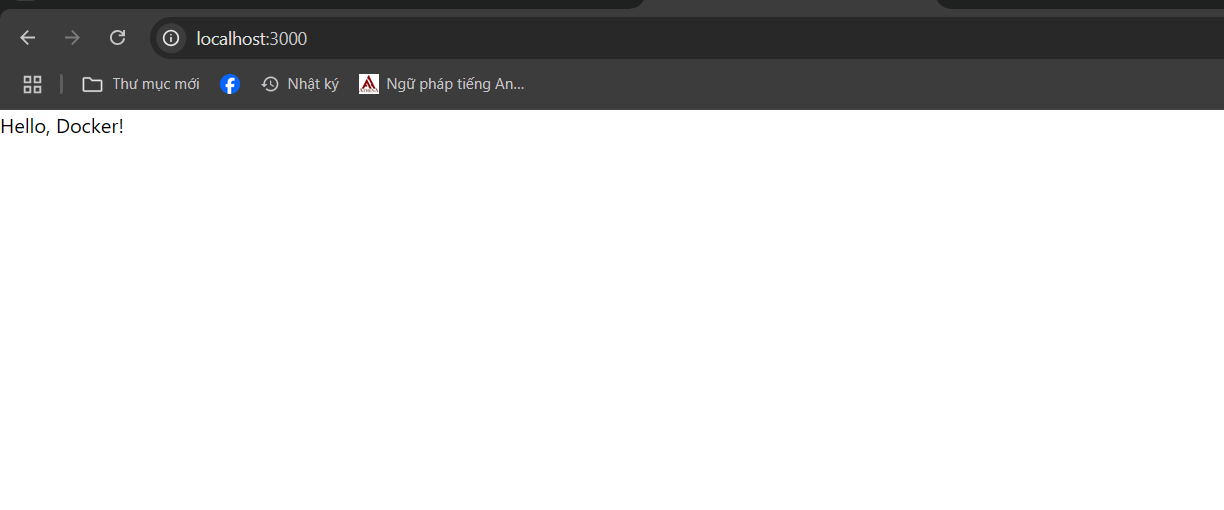 localhost:3000
Thư mục mới Nhật ký Ngữ pháp tiếng An...
Hello, Docker!